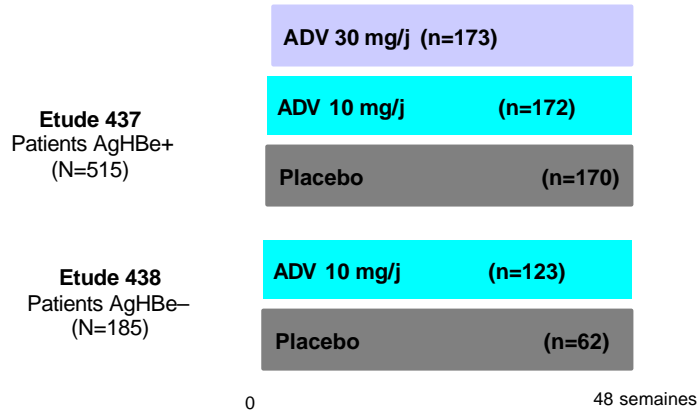 ADV 30 mg/j (n=173)
ADV 10 mg/j (n=172)
Etude 437
Patients AgHBe+
(N=515)
Placebo (n=170)
ADV 10 mg/j (n=123)
Etude 438
Patients AgHBe–
(N=185)
Placebo (n=62)
0
48 semaines